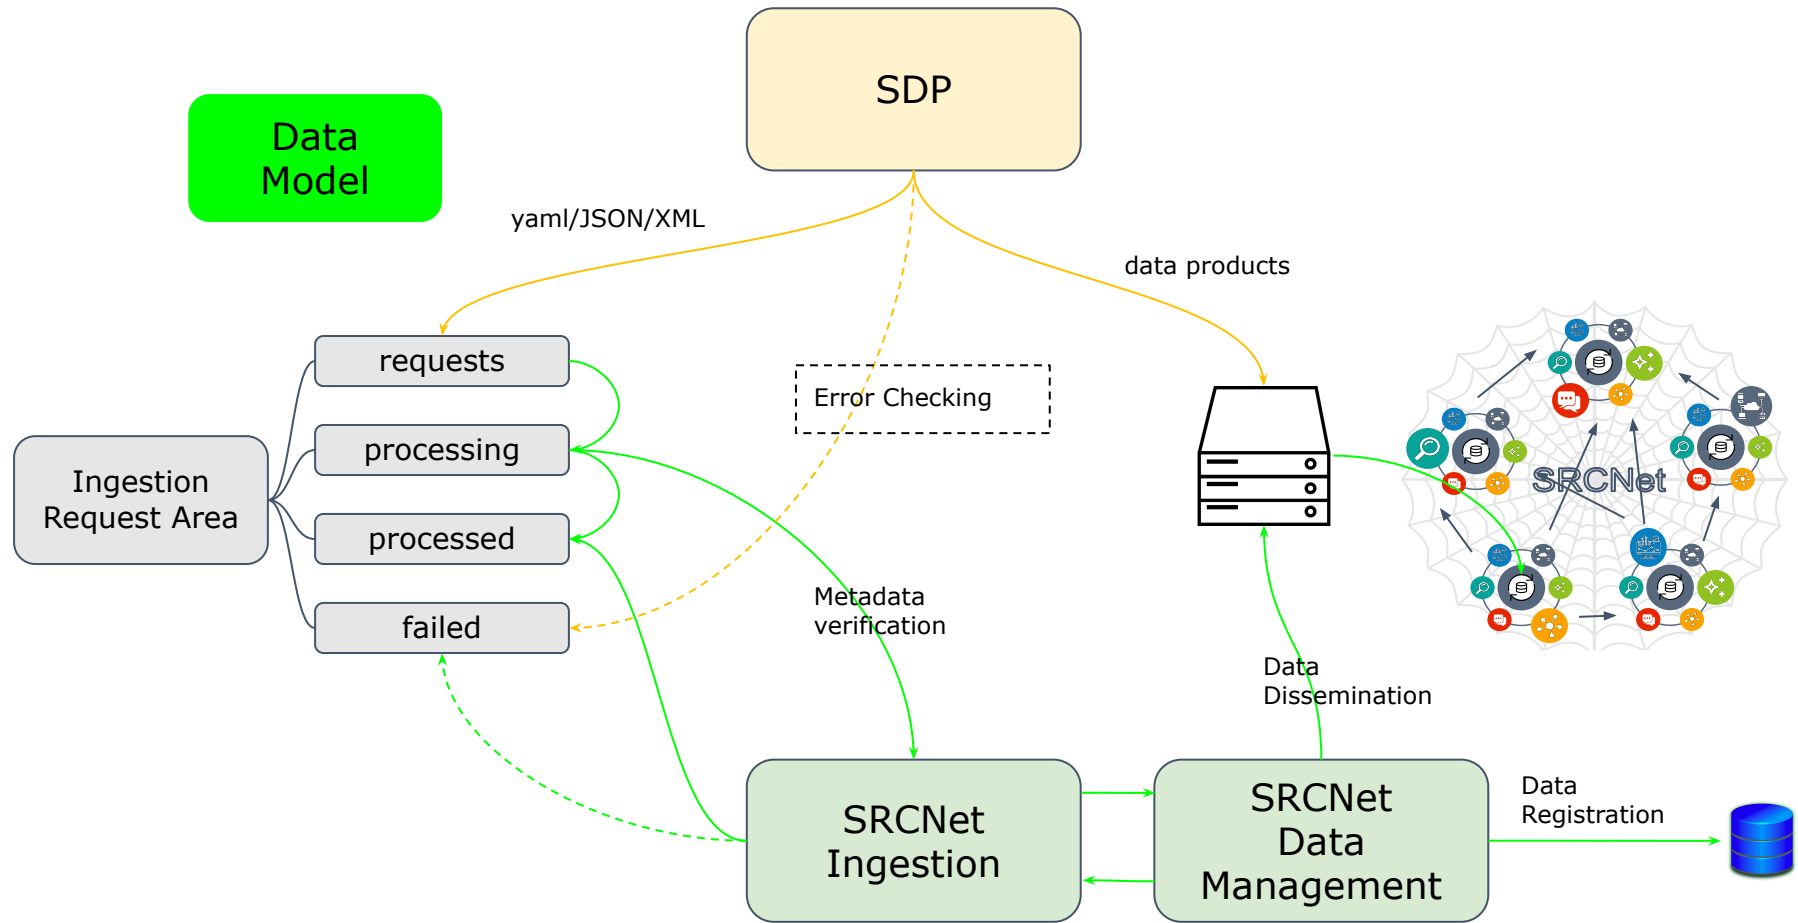 SDP
Data
Model
yaml/JSON/XML
data products
requests
Error Checking
processing
Ingestion
Request Area
SRCNet
processed
Metadada
verification
failed
Data
Dissemination
SRCNet
Ingestion
SRCNet
Data
Management
Data
Registration